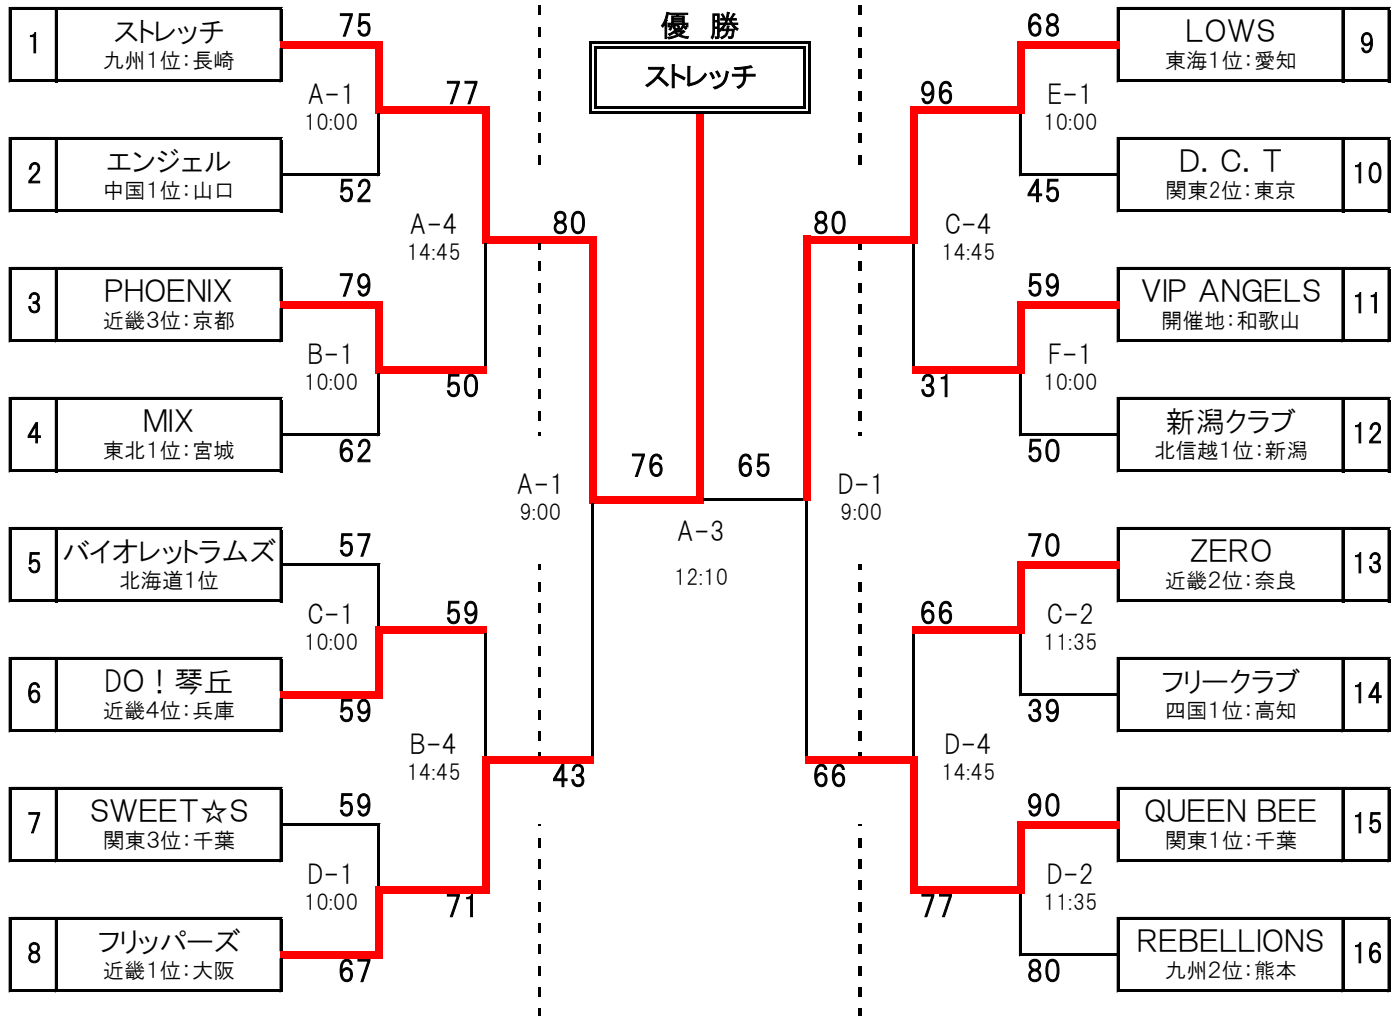 優 勝
ストレッチ
1
ストレッチ
九州1位:長崎
75
A-1
10:00
2
エンジェル
中国1位:山口
52
77
A-4
14:45
3
PHOENIX
近畿3位:京都
79
B-1
10:00
50
4
MIX
東北1位:宮城
62
80
A-1
9:00
5
バイオレットラムズ
北海道1位
57
C-1
10:00
59
6
DO!琴丘
近畿4位:兵庫
59
B-4
14:45
43
7
SWEET☆S
関東3位:千葉
59
D-1
10:00
71
8
フリッパーズ
近畿1位:大阪
67
76
65
A-3
12:10
68
LOWS
東海1位:愛知
9
96
E-1
10:00
D.C.T
関東2位:東京
10
45
80
C-4
14:45
59
VIP ANGELS
開催地:和歌山
11
F-1
10:00
31
新潟クラブ
北信越1位:新潟
12
50
D-1
9:00
70
ZERO
近畿2位:奈良
13
66
C-2
11:35
フリークラブ
四国1位:高知
14
39
D-4
14:45
66
90
QUEEN BEE
関東1位:千葉
15
D-2
11:35
77
REBELLIONS
九州2位:熊本
16
80